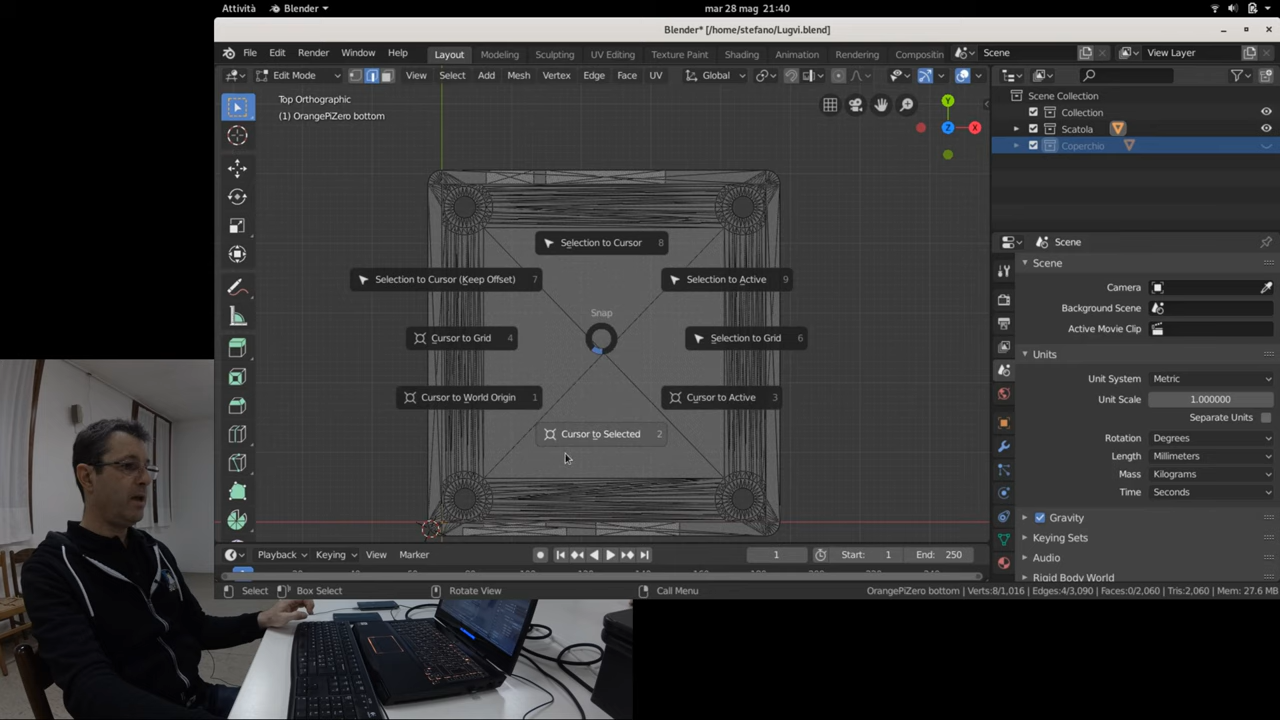 Attività
Blender
mar 28 mag 21:40
Blender* [/home/stefano/Lugvi.blend]
File Edit Render Window Help
Layout Modeling Sculpting UV Editing Texture Paint Shading Animation Rendering Compositin
Scene
View Layer
Edit Mode
View Select Add Mesh Vertex Edge Face UV
Global
Top Orthographic
(1) OrangePiZero bottom
Y
Z
X
Scene Collection
Collection
Scatola
Coperchio
Selection to Cursor 8
Selection to Cursor (Keep Offset) 7
Selection to Active 9
Snap
Cursor to Grid 4
Selection to Grid 6
Cursor to World Origin 1
Cursor to Active 3
Cursor to Selected 2
Scene
Scene
Camera
Background Scene
Active Movie Clip
Units
Unit System Metric
Unit Scale 1.000000
Separate Units
Rotation Degrees
Length Millimeters
Mass Kilograms
Time Seconds
Gravity
Keying Sets
Audio
Rigid Body World
Playback Keying View Marker
1
Start: 1
End: 250
Select
Box Select
Rotate View
Call Menu
OrangePiZero bottom | Verts:8/1,016 | Edges:4/3,090 | Faces:0/2,060 | Tris:2,060 | Mem: 27.6 MB